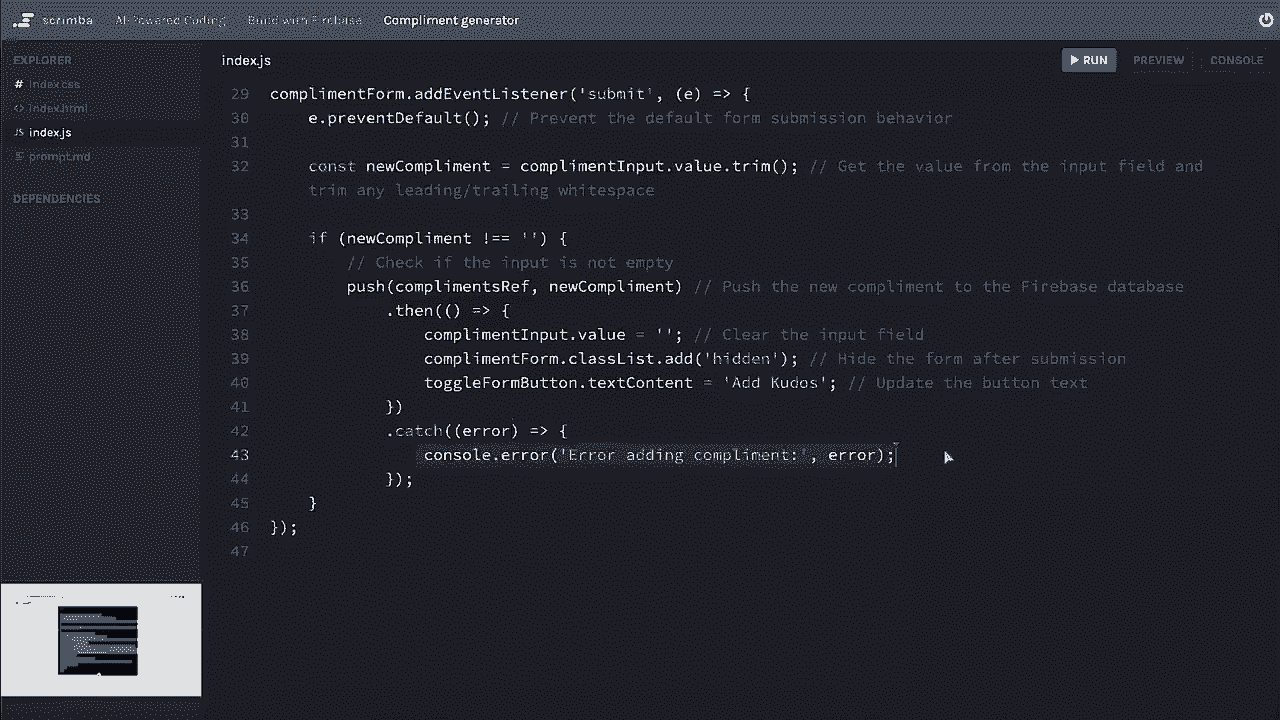 scrimba AI-Powered Coding Build with Firebase Compliment generator
EXPLORER
# index.css
<> index.html
JS index.js
prompt.md
DEPENDENCIES
index.js
RUN PREVIEW CONSOLE
29 complimentForm.addEventListener('submit', (e) => {
30 e.preventDefault(); // Prevent the default form submission behavior
31
32 const newCompliment = complimentInput.value.trim(); // Get the value from the input field and
trim any leading/trailing whitespace
33
34 if (newCompliment !== '') {
35 // Check if the input is not empty
36 push(complimentsRef, newCompliment) // Push the new compliment to the Firebase database
37 .then(() => {
38 complimentInput.value = ''; // Clear the input field
39 complimentForm.classList.add('hidden'); // Hide the form after submission
40 toggleFormButton.textContent = 'Add Kudos'; // Update the button text
41 })
42 .catch((error) => {
43 console.error('Error adding compliment:', error);
44 });
45 }
46 });
47